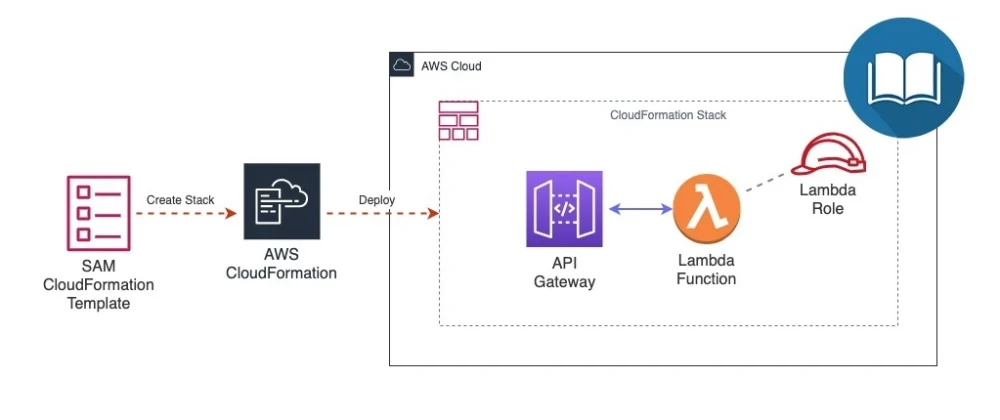 AWS Cloud
CloudFormation Stack
Create Stack
Deploy
SAM
CloudFormation
Template
AWS
CloudFormation
API
Gateway
Lambda
Function
Lambda
Role